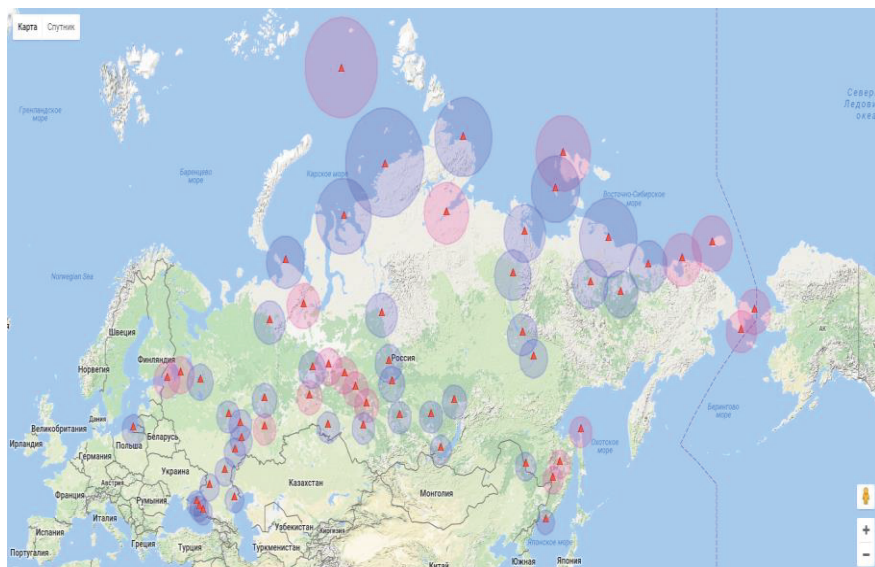 Карта Спутник
Север
Ледови
океа
Гренландское
море
Баренцево
море
Карское море
Восточно-Сибирское
море
Norwegian Sea
Швеция
Финляндия
Норвегия
АК
Россия
Берингово
море
Дания
Великобритания
Ирландия
Польша
Беларусь
Охотское
море
Германия
Украина
Казахстан
Австрия
Монголия
Франция
Румыния
Италия
Узбекистан
Киргизия
Испания
Греция
Турция
Туркменистан
Японское море
Португалия
Китай
Южная
Япония
+
−